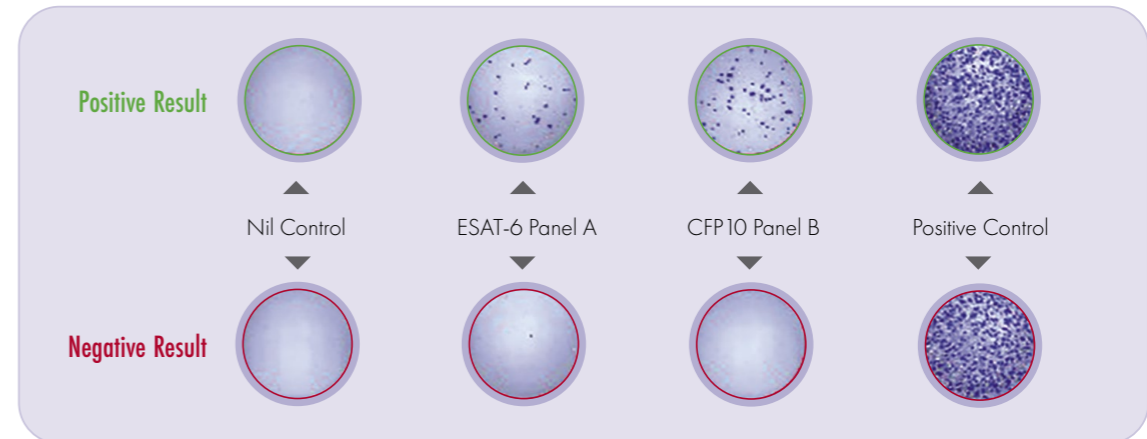 Positive Result
Nil Control
ESAT-6 Panel A
CFP10 Panel B
Positive Control
Negative Result